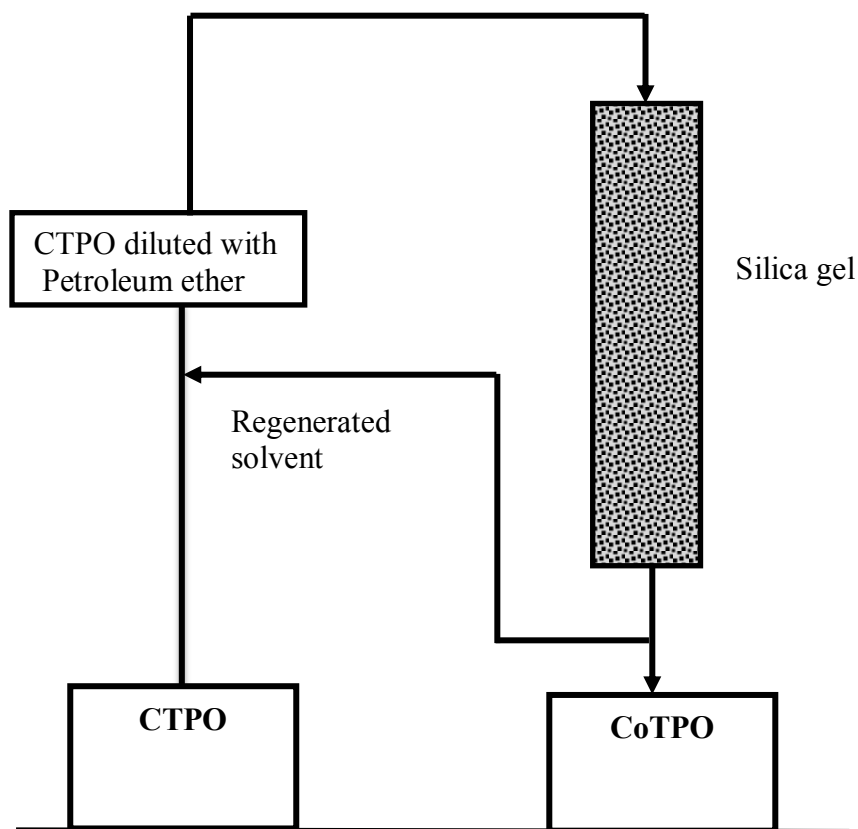 CTPO diluted with
Petroleum ether
Silica gel
Regenerated
solvent
CTPO
CoTPO